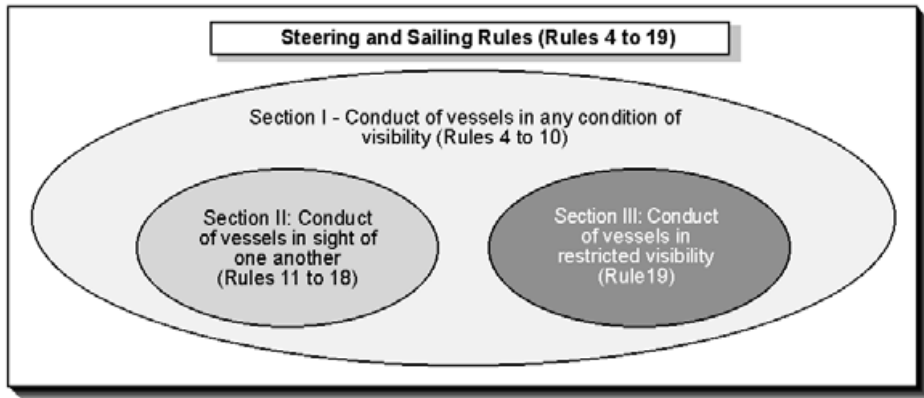 Steering and Sailing Rules (Rules 4 to 19)
Section I - Conduct of vessels in any condition of
visibility (Rules 4 to 10)
Section II: Conduct
of vessels in sight of
one another
(Rules 11 to 18)
Section III: Conduct
of vessels in
restricted visibility
(Rule19)